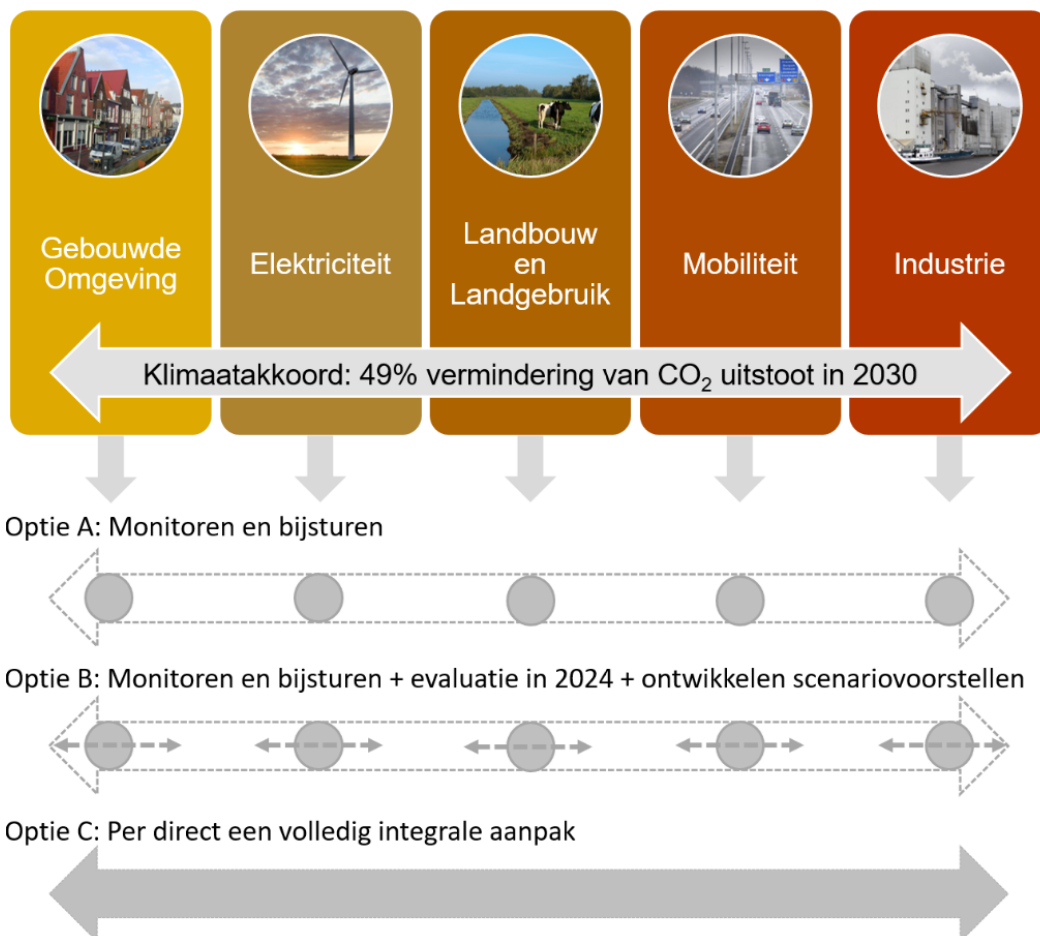 Gebouwde
Omgeving
Elektriciteit
Landbouw
en
Landgebruik
Mobiliteit
Industrie
Klimaatakkoord: 49% vermindering van CO₂ uitstoot in 2030
Optie A: Monitoren en bijsturen
Optie B: Monitoren en bijsturen + evaluatie in 2024 + ontwikkelen scenariovoorstellen
Optie C: Per direct een volledig integrale aanpak